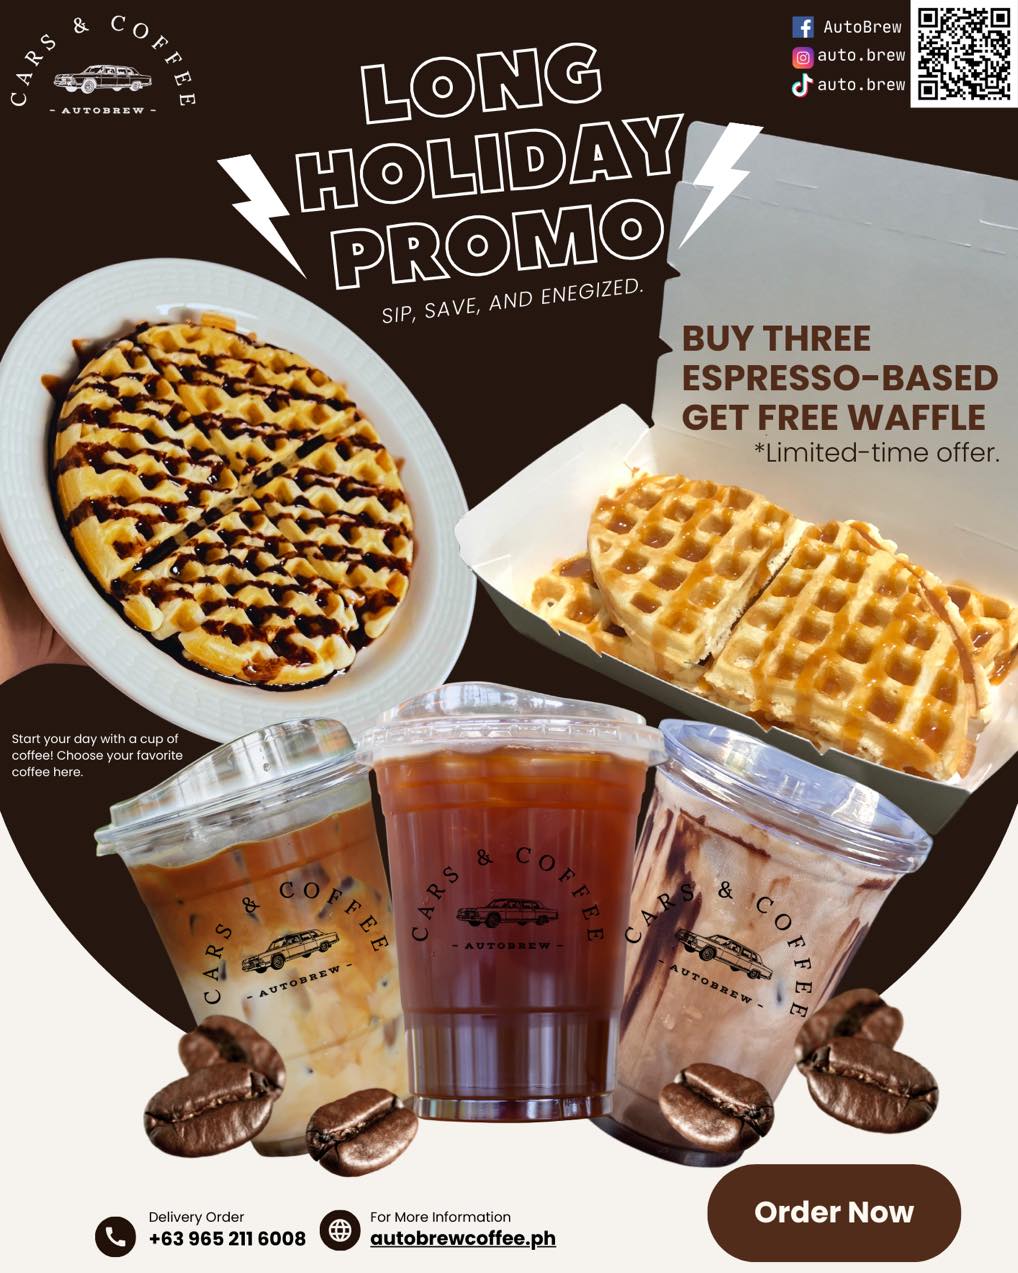 CARS & COFFEE
- AUTOBREW -
AutoBrew
auto.brew
auto.brew
LONG
HOLIDAY
PROMO
SIP, SAVE, AND ENEGIZED.
BUY THREE
ESPRESSO-BASED
GET FREE WAFFLE
*Limited-time offer.
Start your day with a cup of
coffee! Choose your favorite
coffee here.
CARS & COFFEE
- AUTOBREW -
CARS & COFFEE
- AUTOBREW -
CARS & COFFEE
- AUTOBREW -
Order Now
Delivery Order
+63 965 211 6008
For More Information
autobrewcoffee.ph